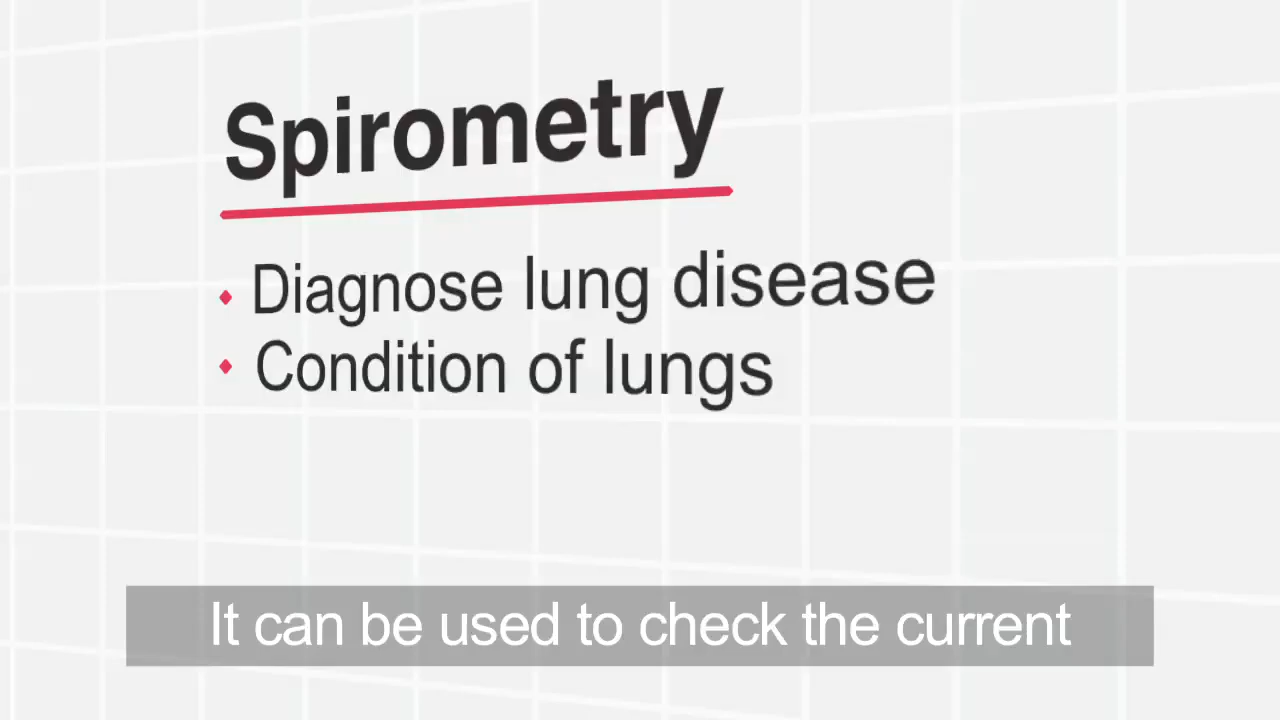 Spirometry
Diagnose lung disease
Condition of lungs
It can be used to check the current